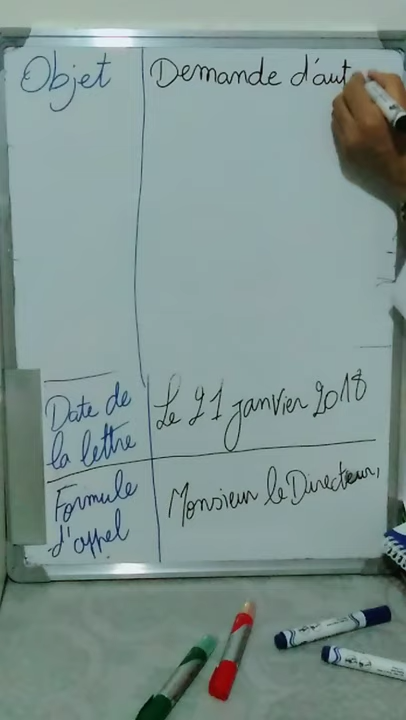 Objet
Demande d'aut
Date de
la lettre
Le 21 janvier 2018
Formule
d'appel
Monsieur le Directeur,